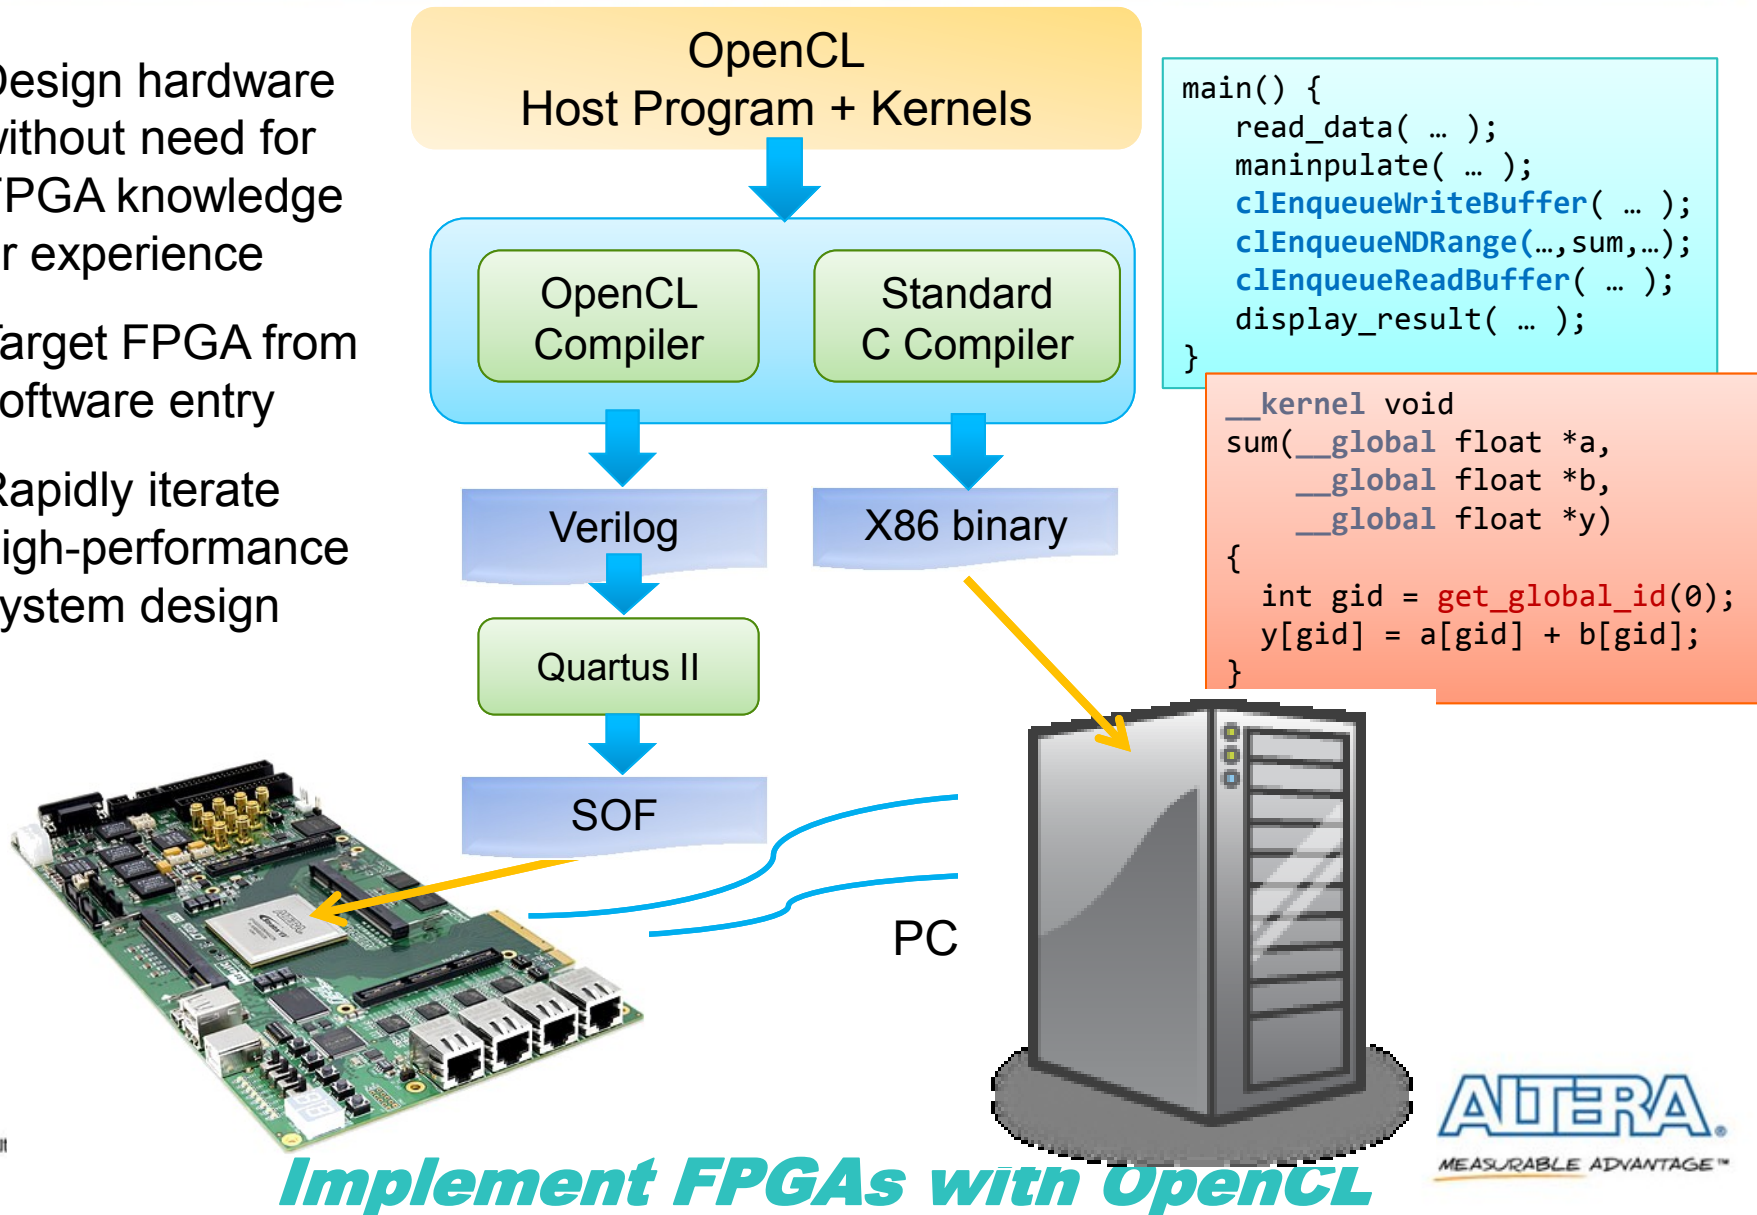 OpenCL
Host Program + Kernels
esign hardware
ithout need for
PGA knowledge
r experience
arget FPGA from
oftware entry
apidly iterate
igh-performance
ystem design
OpenCL
Compiler
Standard
C Compiler
Verilog
X86 binary
Quartus II
SOF
PC
main() {
read_data( … );
maninpulate( … );
clEnqueueWriteBuffer( … );
clEnqueueNDRange(…,sum,…);
clEnqueueReadBuffer( … );
display_result( … );
}
__kernel void
sum(__global float *a,
__global float *b,
__global float *y)
{
int gid = get_global_id(0);
y[gid] = a[gid] + b[gid];
}
ALTERA
Stratix
ALTERA®
MEASURABLE ADVANTAGE™
Implement FPGAs with OpenCL